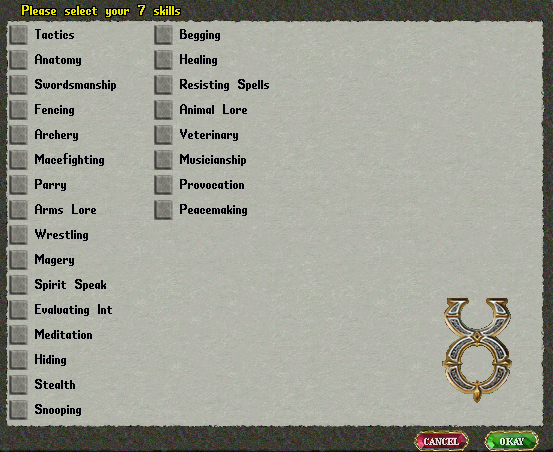 Please select your 7 skills
Tactics
Anatomy
Swordsmanship
Fencing
Archery
Macefighting
Parry
Arms Lore
Wrestling
Magery
Spirit Speak
Evaluating Int
Meditation
Hiding
Stealth
Snooping
Begging
Healing
Resisting Spells
Animal Lore
Veterinary
Musicianship
Provocation
Peacemaking
CANCEL
OKAY